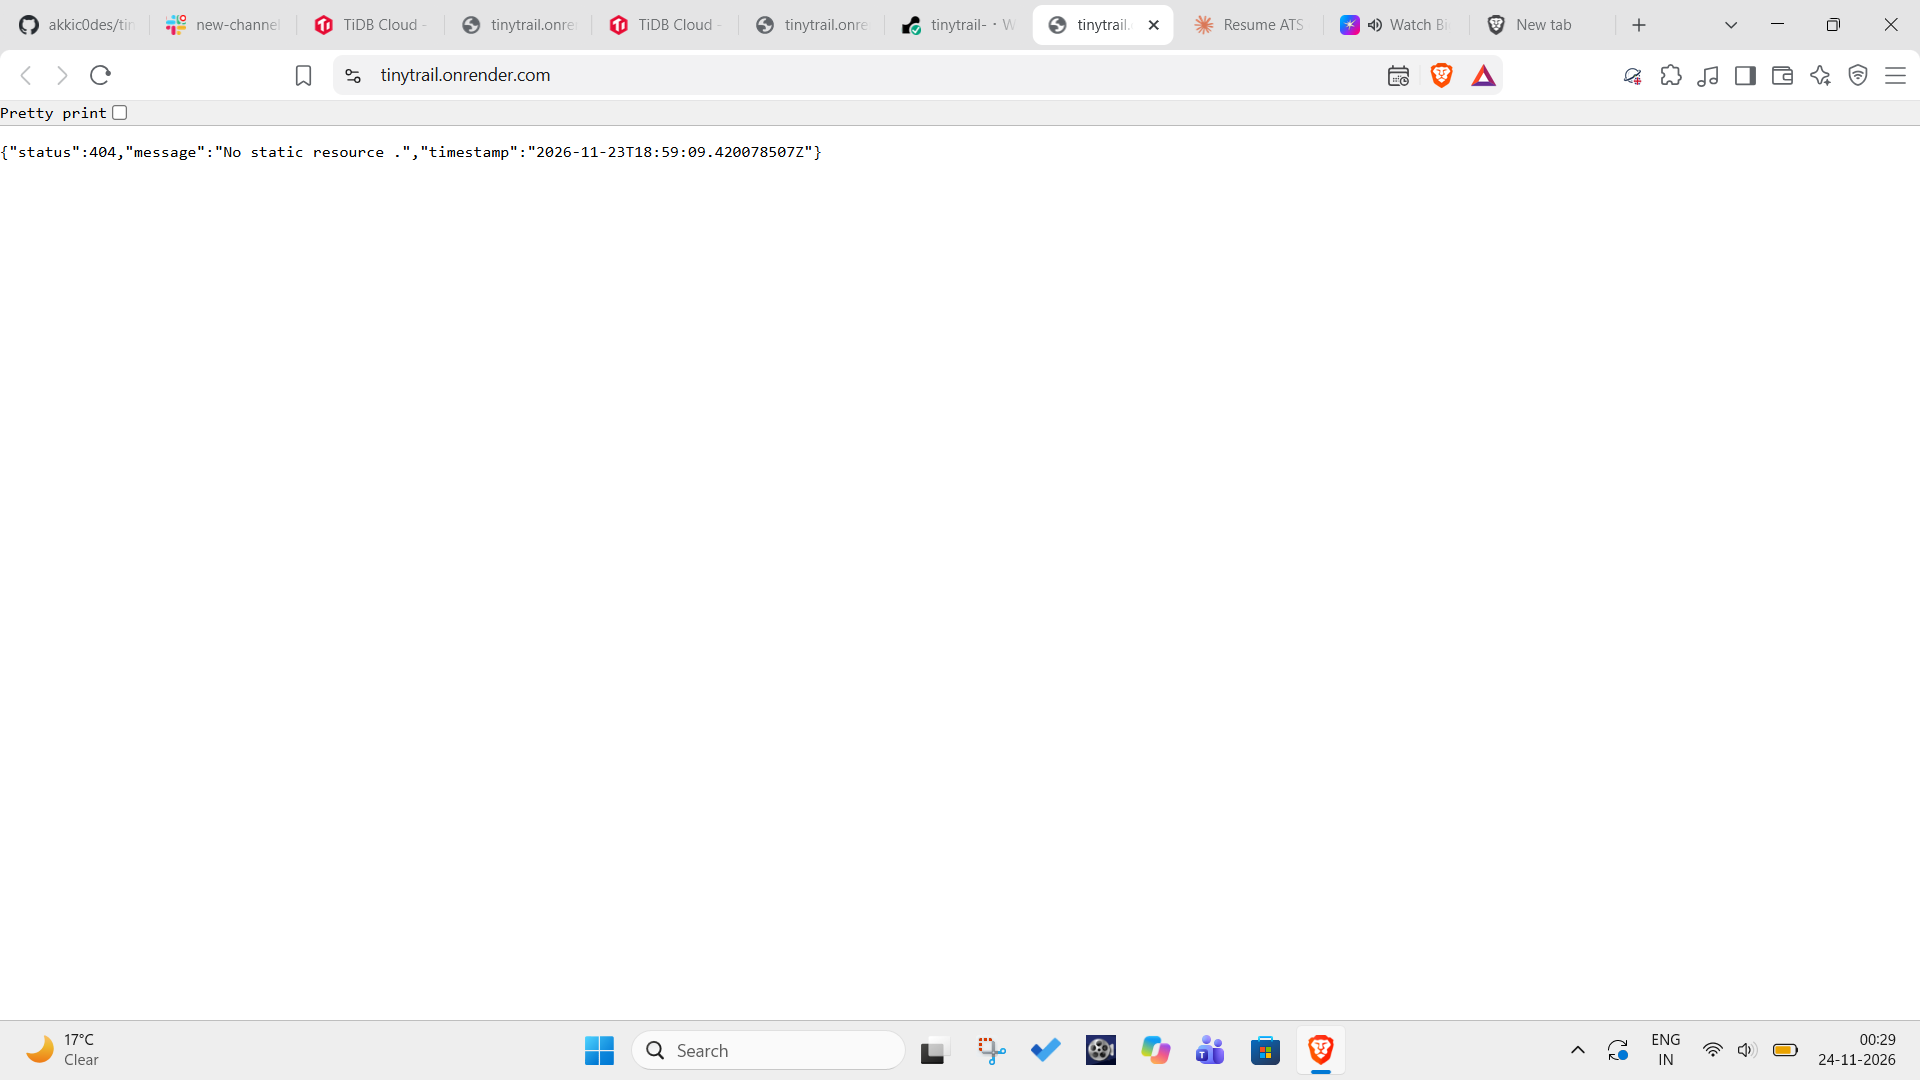 akkic0des/tin
new-channel
TiDB Cloud -
tinytrail.onre
TiDB Cloud -
tinytrail.onre
tinytrail- · W
tinytrail.
Resume ATS
Watch Bi
New tab
tinytrail.onrender.com
Pretty print
{"status":404,"message":"No static resource .","timestamp":"2026-11-23T18:59:09.420078507Z"}
17°C
Clear
Search
ENG
IN
00:29
24-11-2026